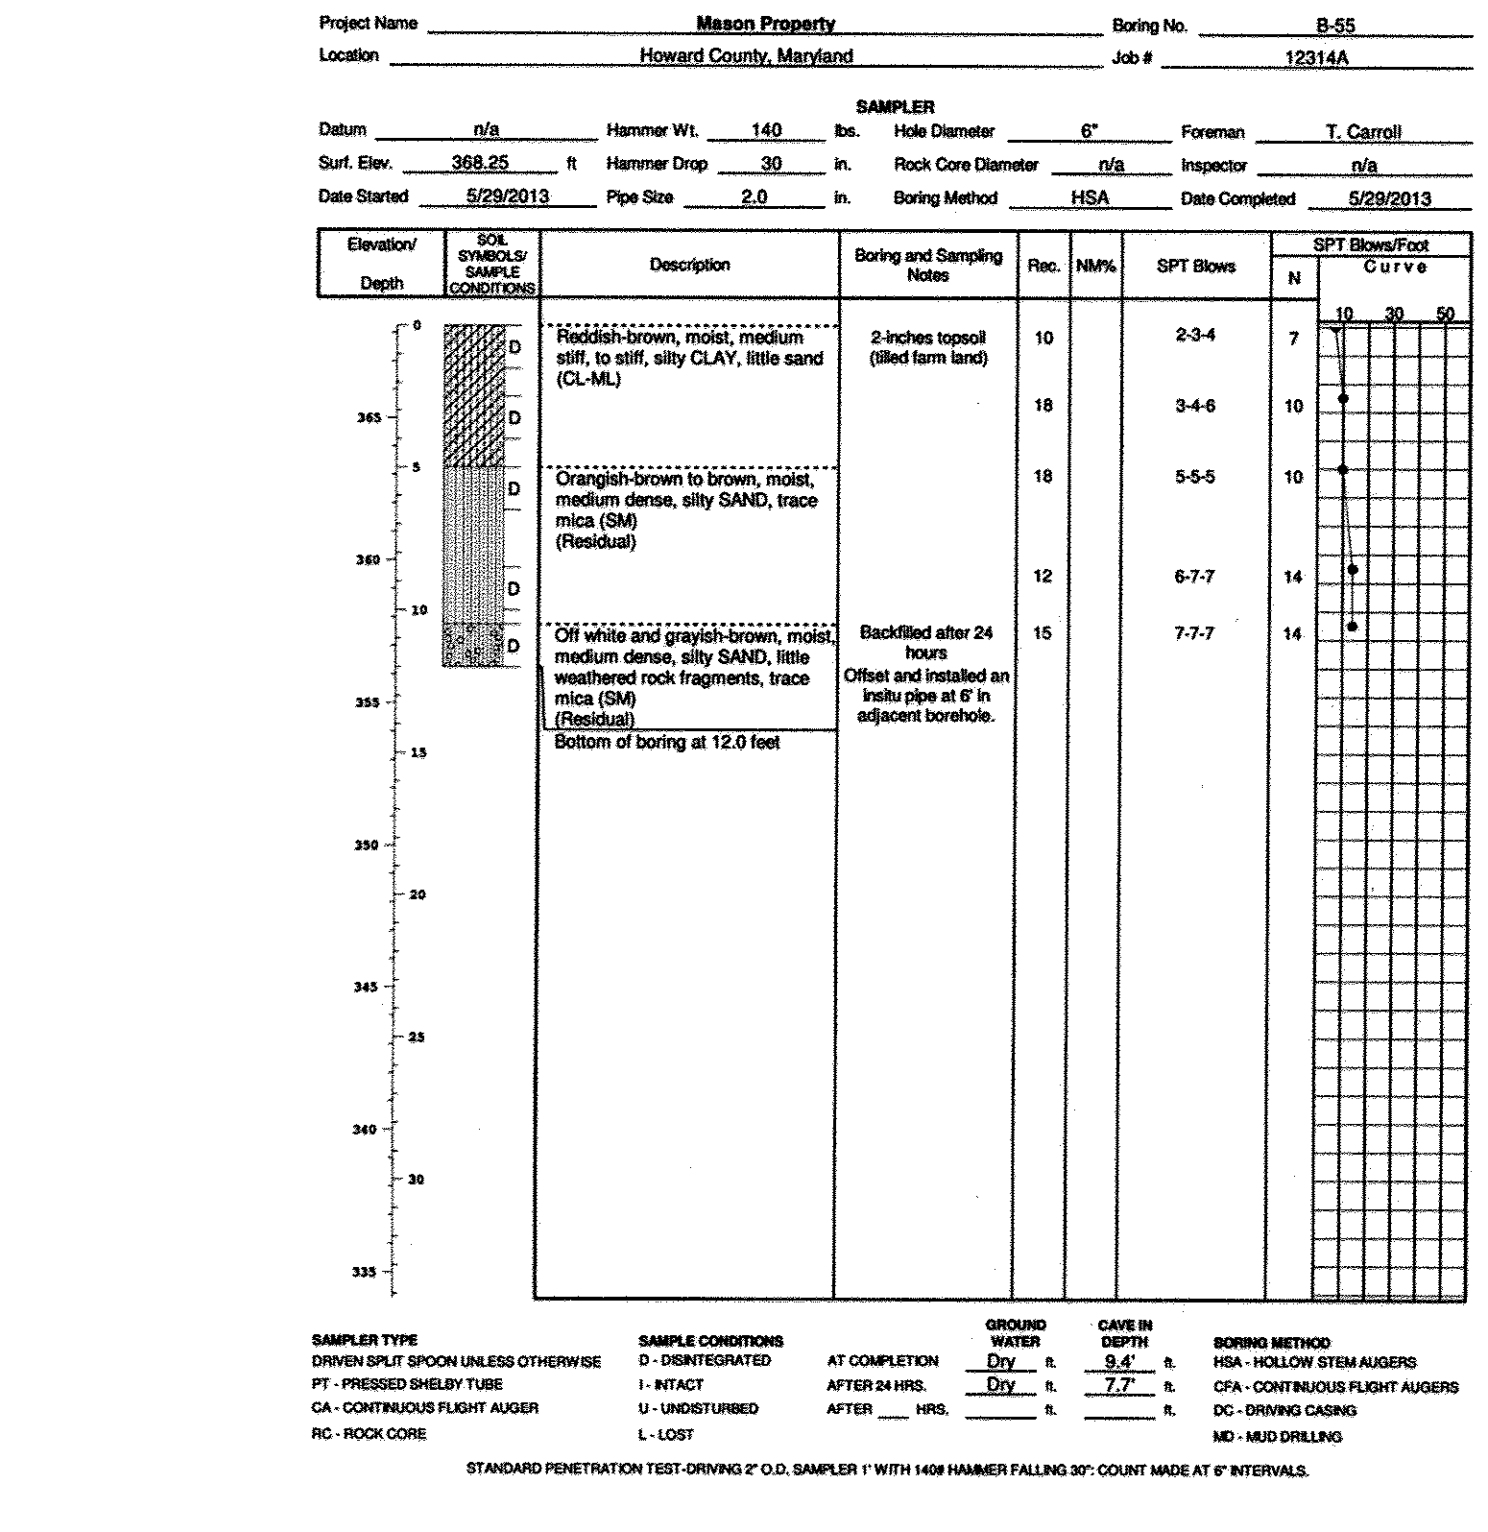 Project Name Mason Property Boring No. B-55
Location Howard County, Maryland Job # 12314A
SAMPLER
Datum n/a Hammer Wt. 140 lbs. Hole Diameter 6" Foreman T. Carroll
Surf. Elev. 368.25 ft Hammer Drop 30 in. Rock Core Diameter n/a Inspector n/a
Date Started 5/29/2013 Pipe Size 2.0 in. Boring Method HSA Date Completed 5/29/2013
Elevation/
Depth
SOIL
SYMBOLS/
SAMPLE
CONDITIONS
Description
Boring and Sampling
Notes
Rec.
NM%
SPT Blows
SPT Blows/Foot
N
Curve
10 30 50
0
D
Reddish-brown, moist, medium
stiff, to stiff, silty CLAY, little sand
(CL-ML)
2-inches topsoil
(tilled farm land)
10 2-3-4 7
365
D
18 3-4-6 10
5
D
Orangish-brown to brown, moist,
medium dense, silty SAND, trace
mica (SM)
(Residual)
18 5-5-5 10
360
D
12 6-7-7 14
10
D
Off white and grayish-brown, moist,
medium dense, silty SAND, little
weathered rock fragments, trace
mica (SM)
(Residual)
Bottom of boring at 12.0 feet
Backfilled after 24
hours
Offset and installed an
insitu pipe at 6' in
adjacent borehole.
15 7-7-7 14
355
15
350
20
345
25
340
30
335
SAMPLER TYPE
DRIVEN SPLIT SPOON UNLESS OTHERWISE
PT - PRESSED SHELBY TUBE
CA - CONTINUOUS FLIGHT AUGER
RC - ROCK CORE
SAMPLE CONDITIONS
D - DISINTEGRATED
I - INTACT
U - UNDISTURBED
L - LOST
GROUND
WATER
CAVE IN
DEPTH
AT COMPLETION Dry ft. 9.4' ft.
AFTER 24 HRS. Dry ft. 7.7' ft.
AFTER ___ HRS. ft. ft.
BORING METHOD
HSA - HOLLOW STEM AUGERS
CFA - CONTINUOUS FLIGHT AUGERS
DC - DRIVING CASING
MD - MUD DRILLING
STANDARD PENETRATION TEST-DRIVING 2" O.D. SAMPLER 1' WITH 140# HAMMER FALLING 30": COUNT MADE AT 6" INTERVALS.